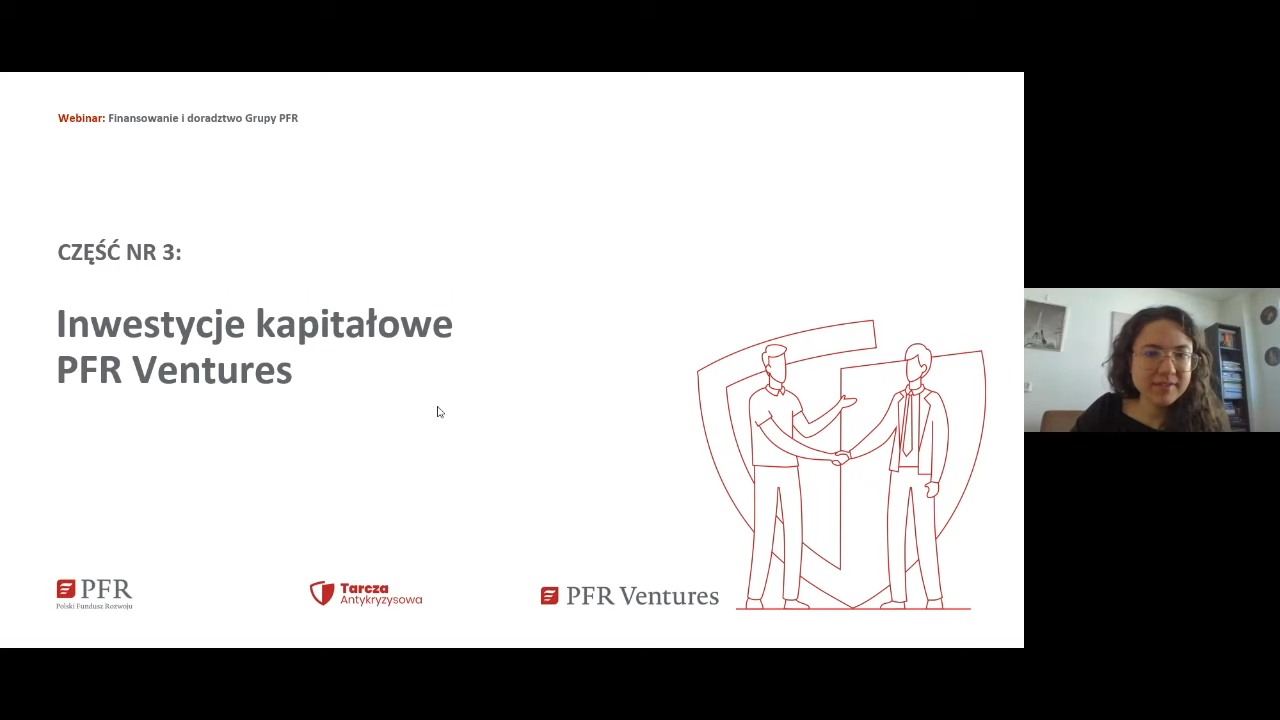 Webinar: Finansowanie i doradztwo Grupy PFR
CZĘŚĆ NR 3:
Inwestycje kapitałowe
PFR Ventures
PFR
Polski Fundusz Rozwoju
Tarcza
Antykryzysowa
PFR Ventures